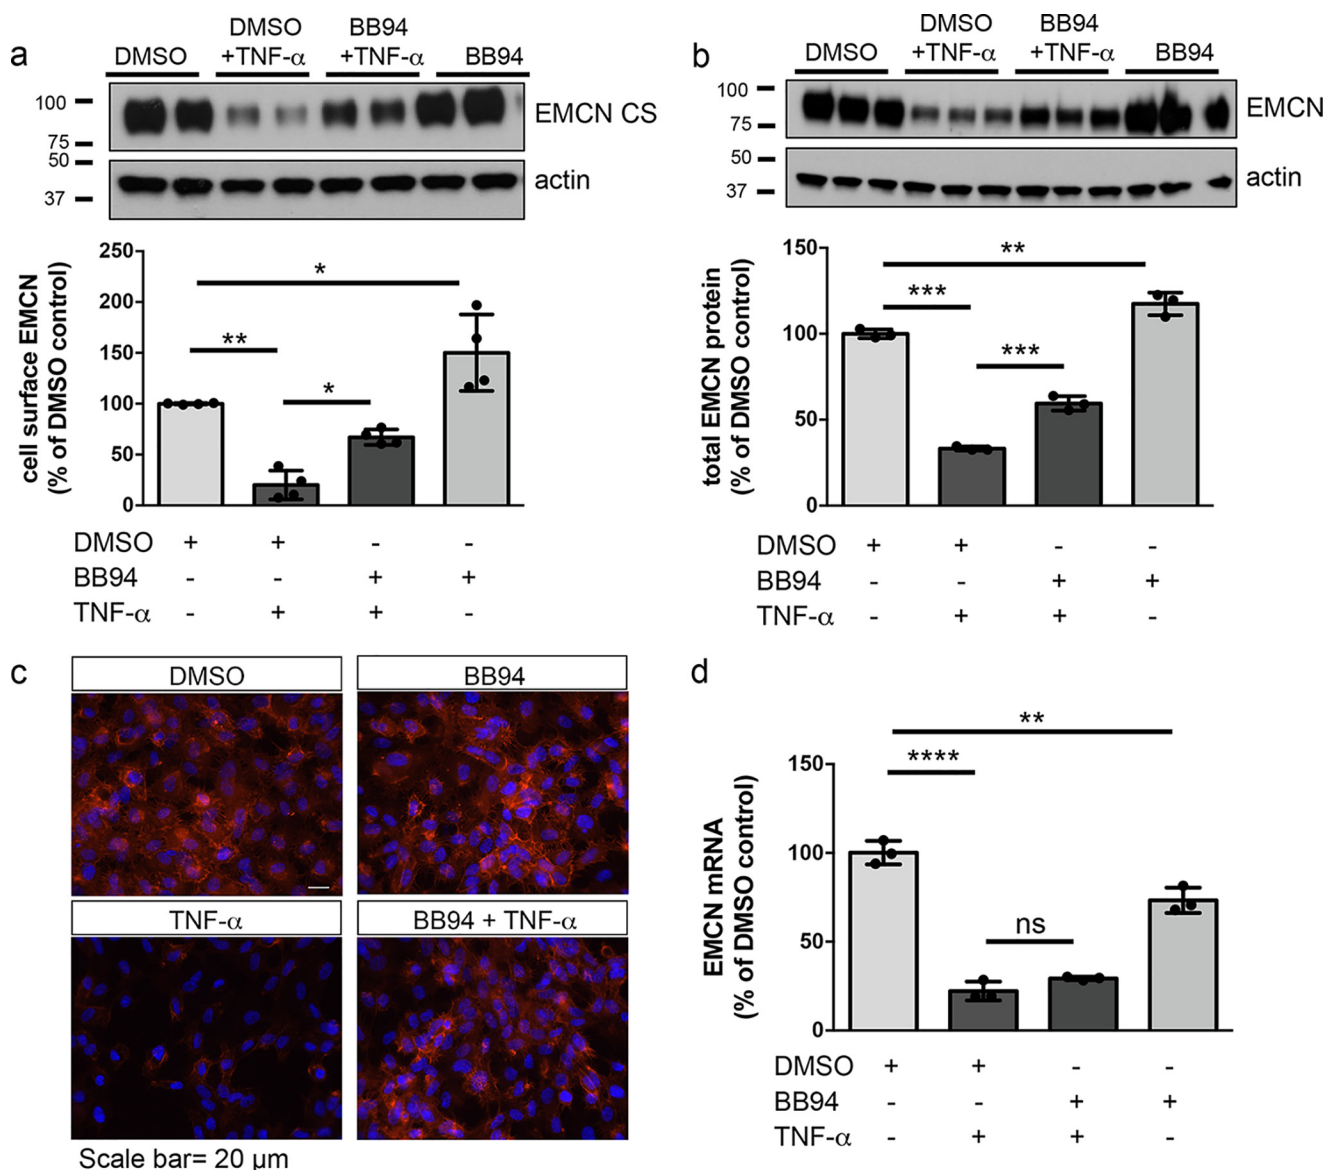 a
DMSO
DMSO +TNF-α
BB94 +TNF-α
BB94
100
75
50
37
EMCN CS
actin
cell surface EMCN (% of DMSO control)
250
200
150
100
50
0
*
**
*
DMSO + + - -
BB94 - - + +
TNF-α - + + -
b
DMSO
DMSO +TNF-α
BB94 +TNF-α
BB94
100
75
50
37
EMCN
actin
total EMCN protein (% of DMSO control)
150
100
50
0
**
***
***
DMSO + + - -
BB94 - - + +
TNF-α - + + -
c
DMSO
BB94
TNF-α
BB94 + TNF-α
Scale bar= 20 µm
d
EMCN mRNA (% of DMSO control)
150
100
50
0
**
****
ns
DMSO + + - -
BB94 - - + +
TNF-α - + + -